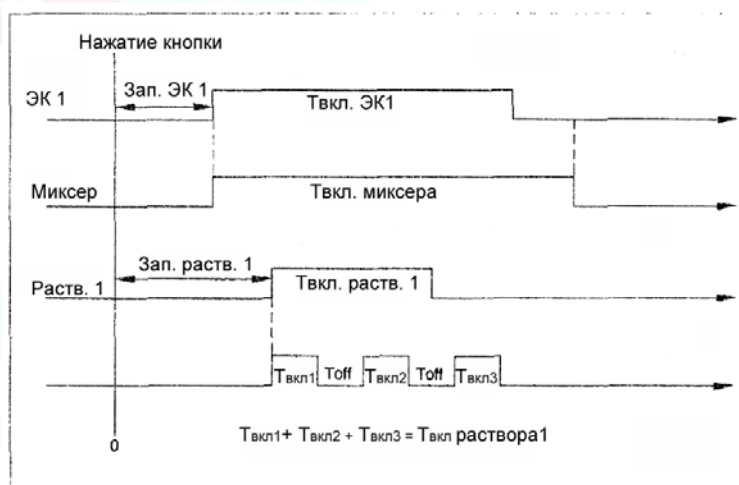 Нажатие кнопки
ЭК 1
Зап. ЭК 1
Твкл. ЭК1
Миксер
Твкл. миксера
Раств. 1
Зап. раств. 1
Твкл. раств. 1
Твкл1 Toff Твкл2 Toff Твкл3
0
Твкл1+ Твкл2 + Твкл3 = Твкл раствора1